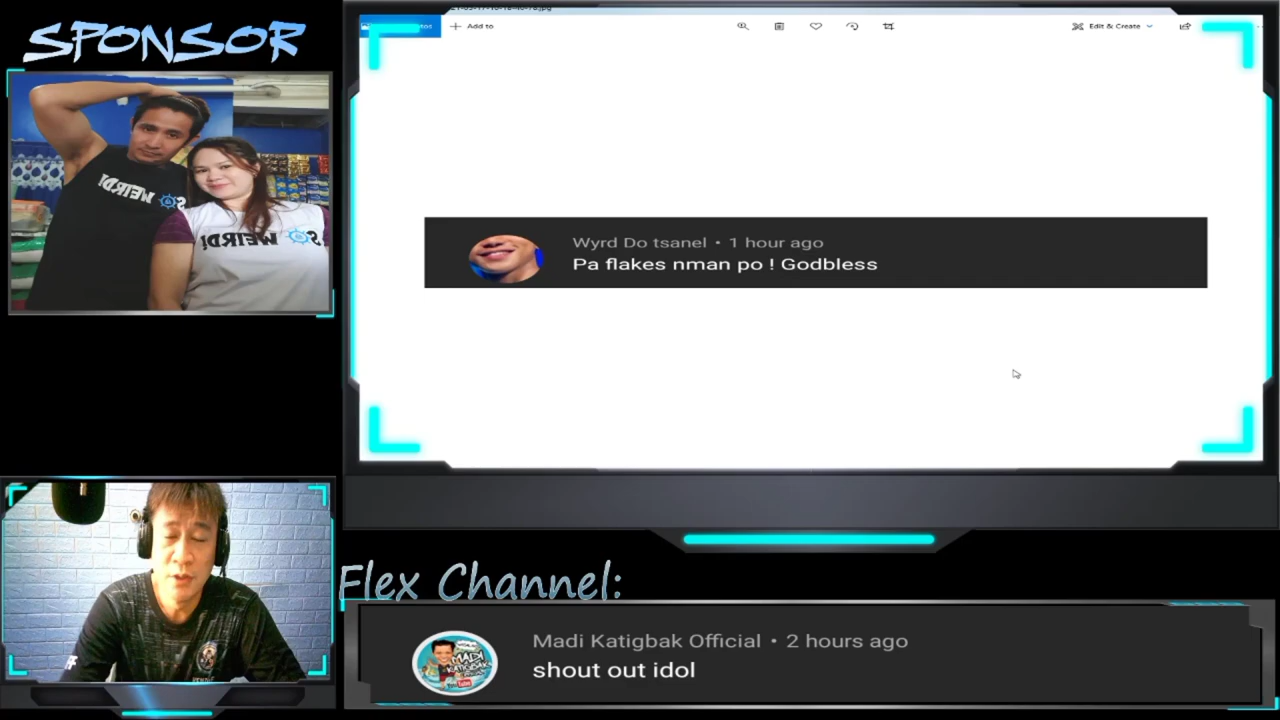 SPONSOR
Add to
Edit & Create
Wyrd Do tsanel • 1 hour ago
Pa flakes nman po ! Godbless
Flex Channel:
Madi Katigbak Official • 2 hours ago
shout out idol